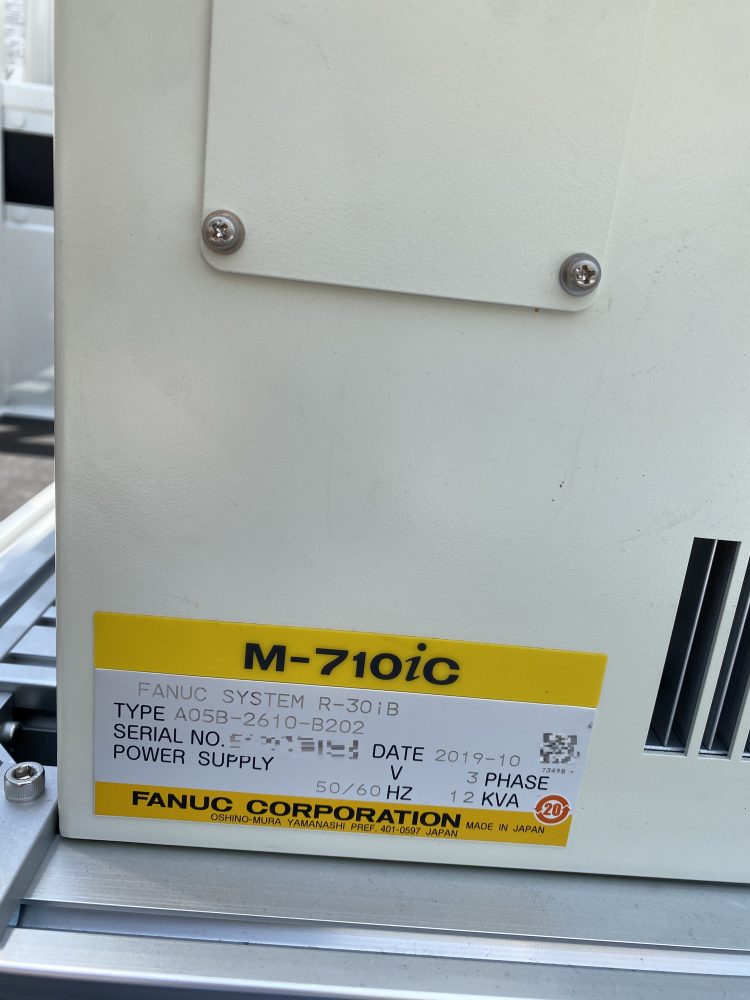 M-710iC
FANUC SYSTEM R-30iB
TYPE A05B-2610-B202
SERIAL NO. DATE 2019-10
POWER SUPPLY V 3 PHASE
50/60 HZ 12 KVA
73498
FANUC CORPORATION
OSHINO-MURA YAMANASHI PREF. 401-0597 JAPAN
MADE IN JAPAN
20